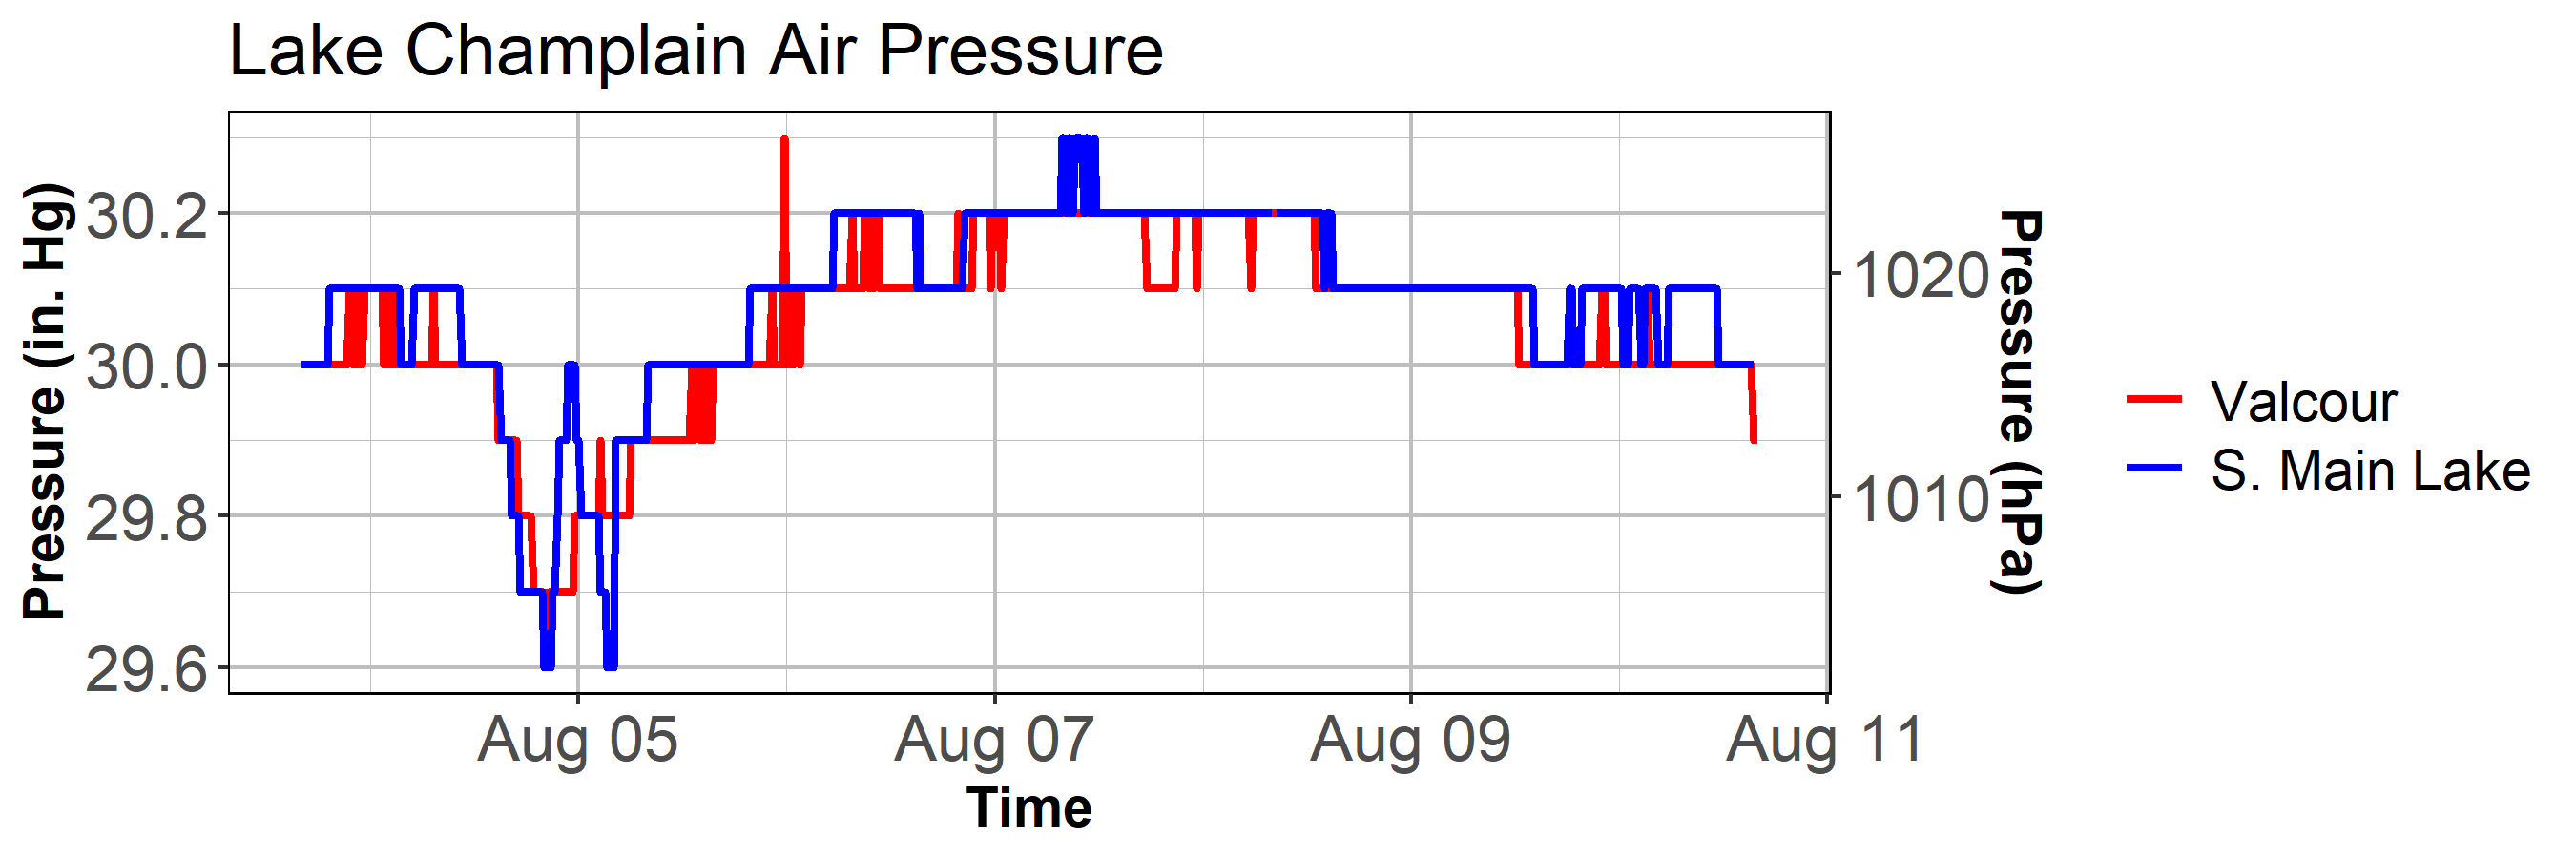 Lake Champlain Air Pressure
Pressure (in. Hg)
30.2
30.0
29.8
29.6
1020
1010
Pressure (hPa)
Valcour
S. Main Lake
Aug 05
Aug 07
Aug 09
Aug 11
Time